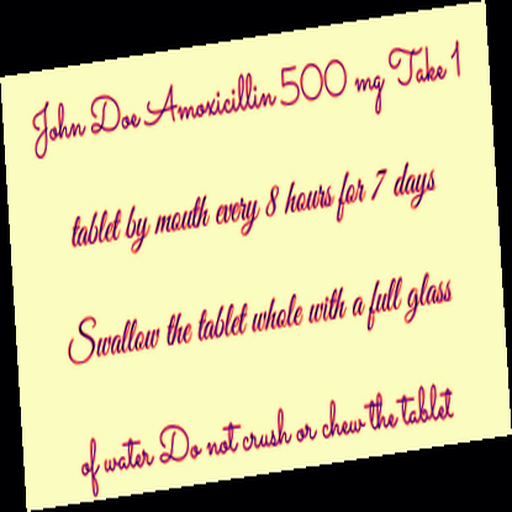 John Doe Amoxicillin 500 mg Take 1
tablet by mouth every 8 hours for 7 days
Swallow the tablet whole with a full glass
of water Do not crush or chew the tablet